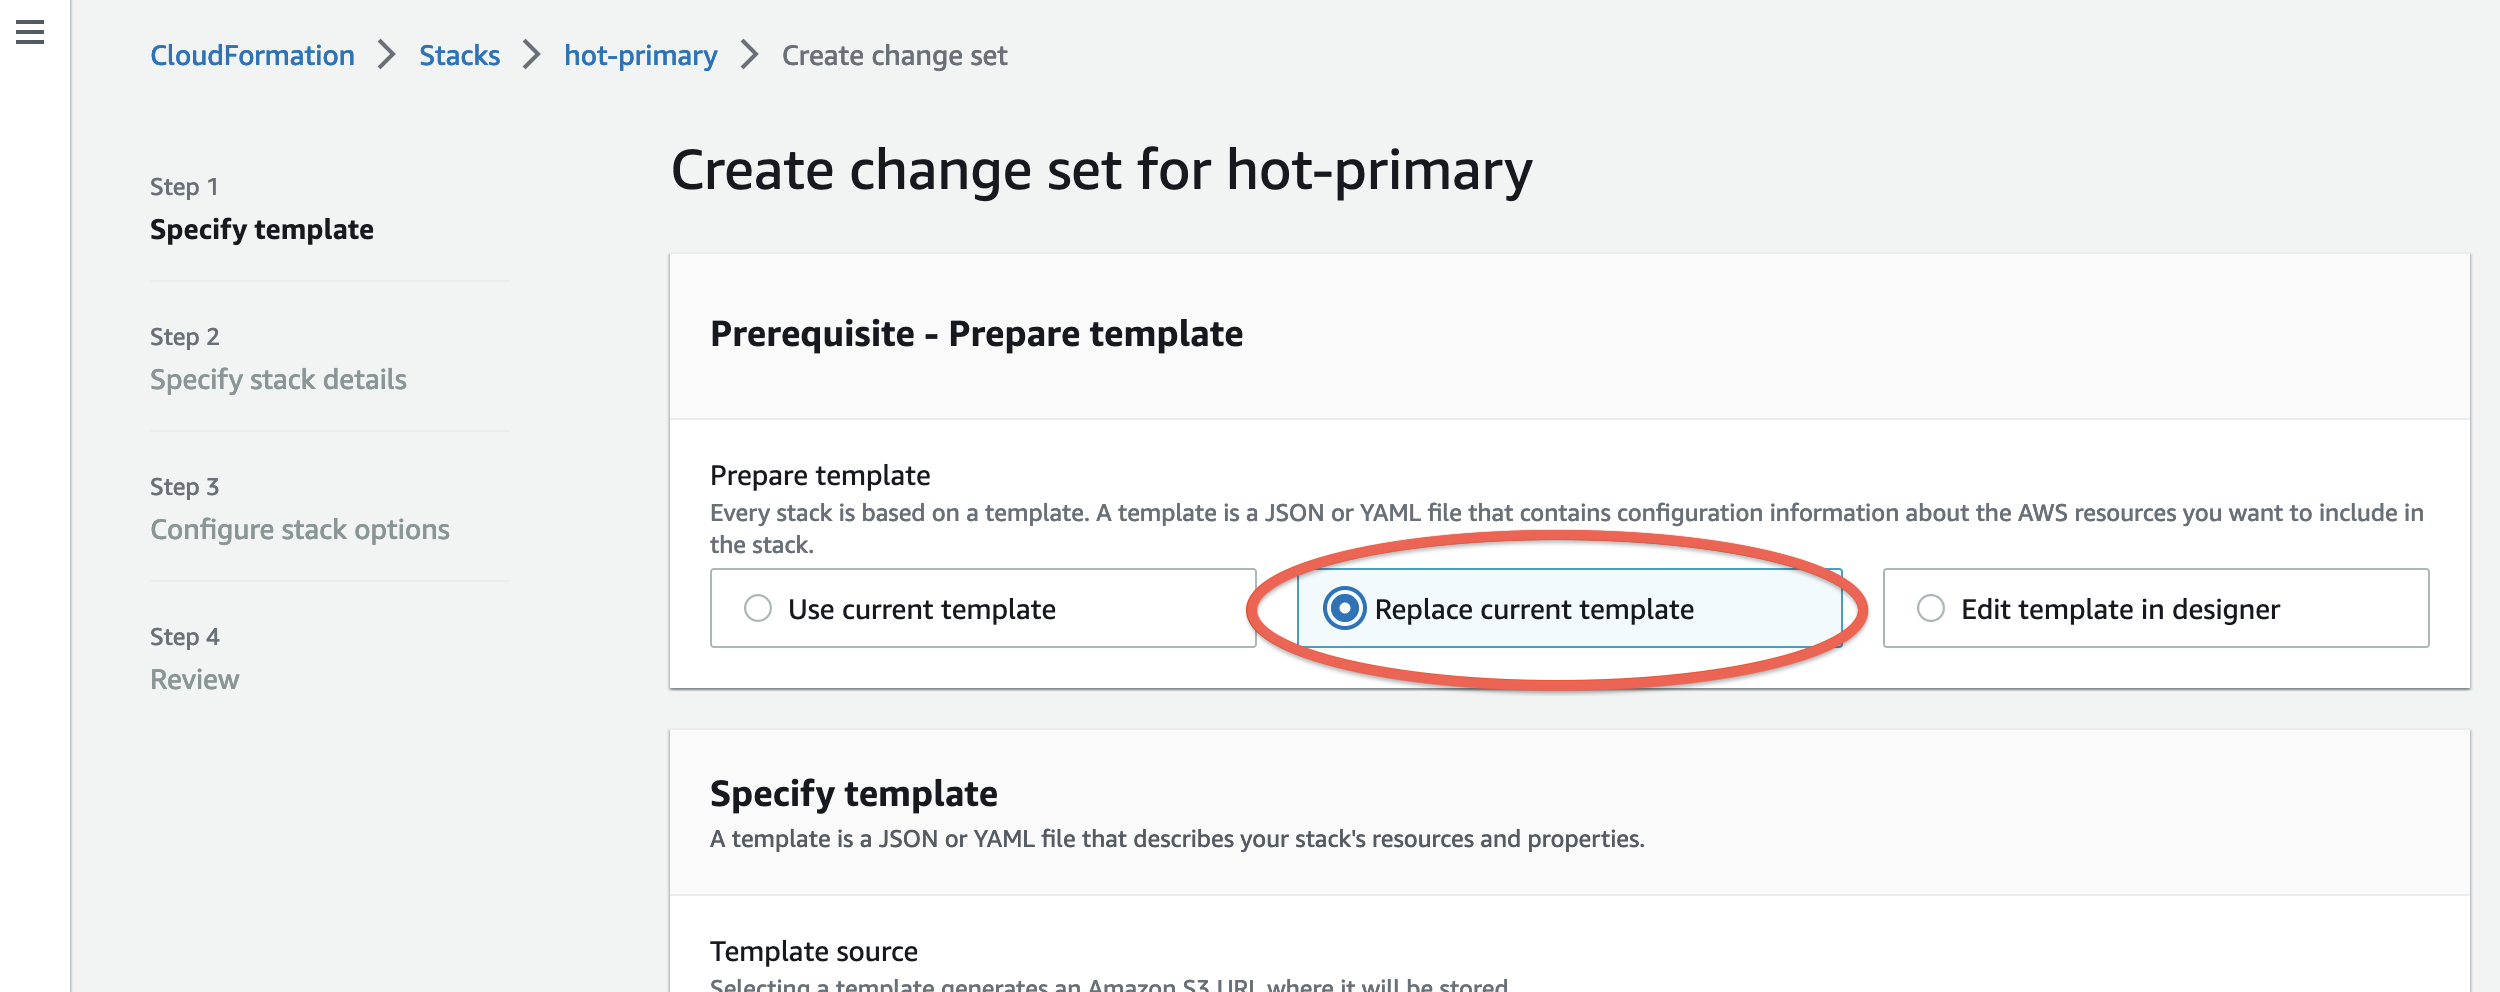 CloudFormation > Stacks > hot-primary > Create change set
Step 1
Specify template
Step 2
Specify stack details
Step 3
Configure stack options
Step 4
Review
Create change set for hot-primary
Prerequisite - Prepare template
Prepare template
Every stack is based on a template. A template is a JSON or YAML file that contains configuration information about the AWS resources you want to include in
the stack.
Use current template
Replace current template
Edit template in designer
Specify template
A template is a JSON or YAML file that describes your stack's resources and properties.
Template source
Selecting a template generates an Amazon S3 URL where it will be stored.